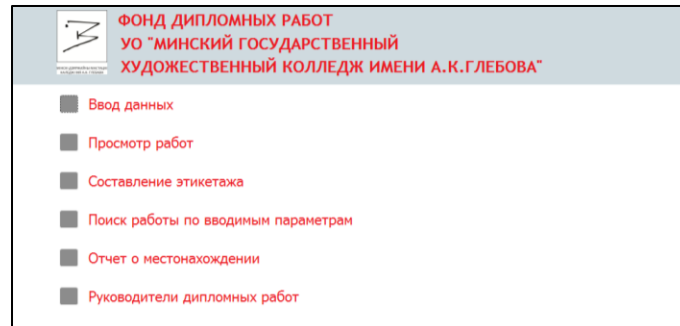 ФОНД ДИПЛОМНЫХ РАБОТ
УО "МИНСКИЙ ГОСУДАРСТВЕННЫЙ
ХУДОЖЕСТВЕННЫЙ КОЛЛЕДЖ ИМЕНИ А.К.ГЛЕБОВА"
Ввод данных
Просмотр работ
Составление этикетажа
Поиск работы по вводимым параметрам
Отчет о местонахождении
Руководители дипломных работ